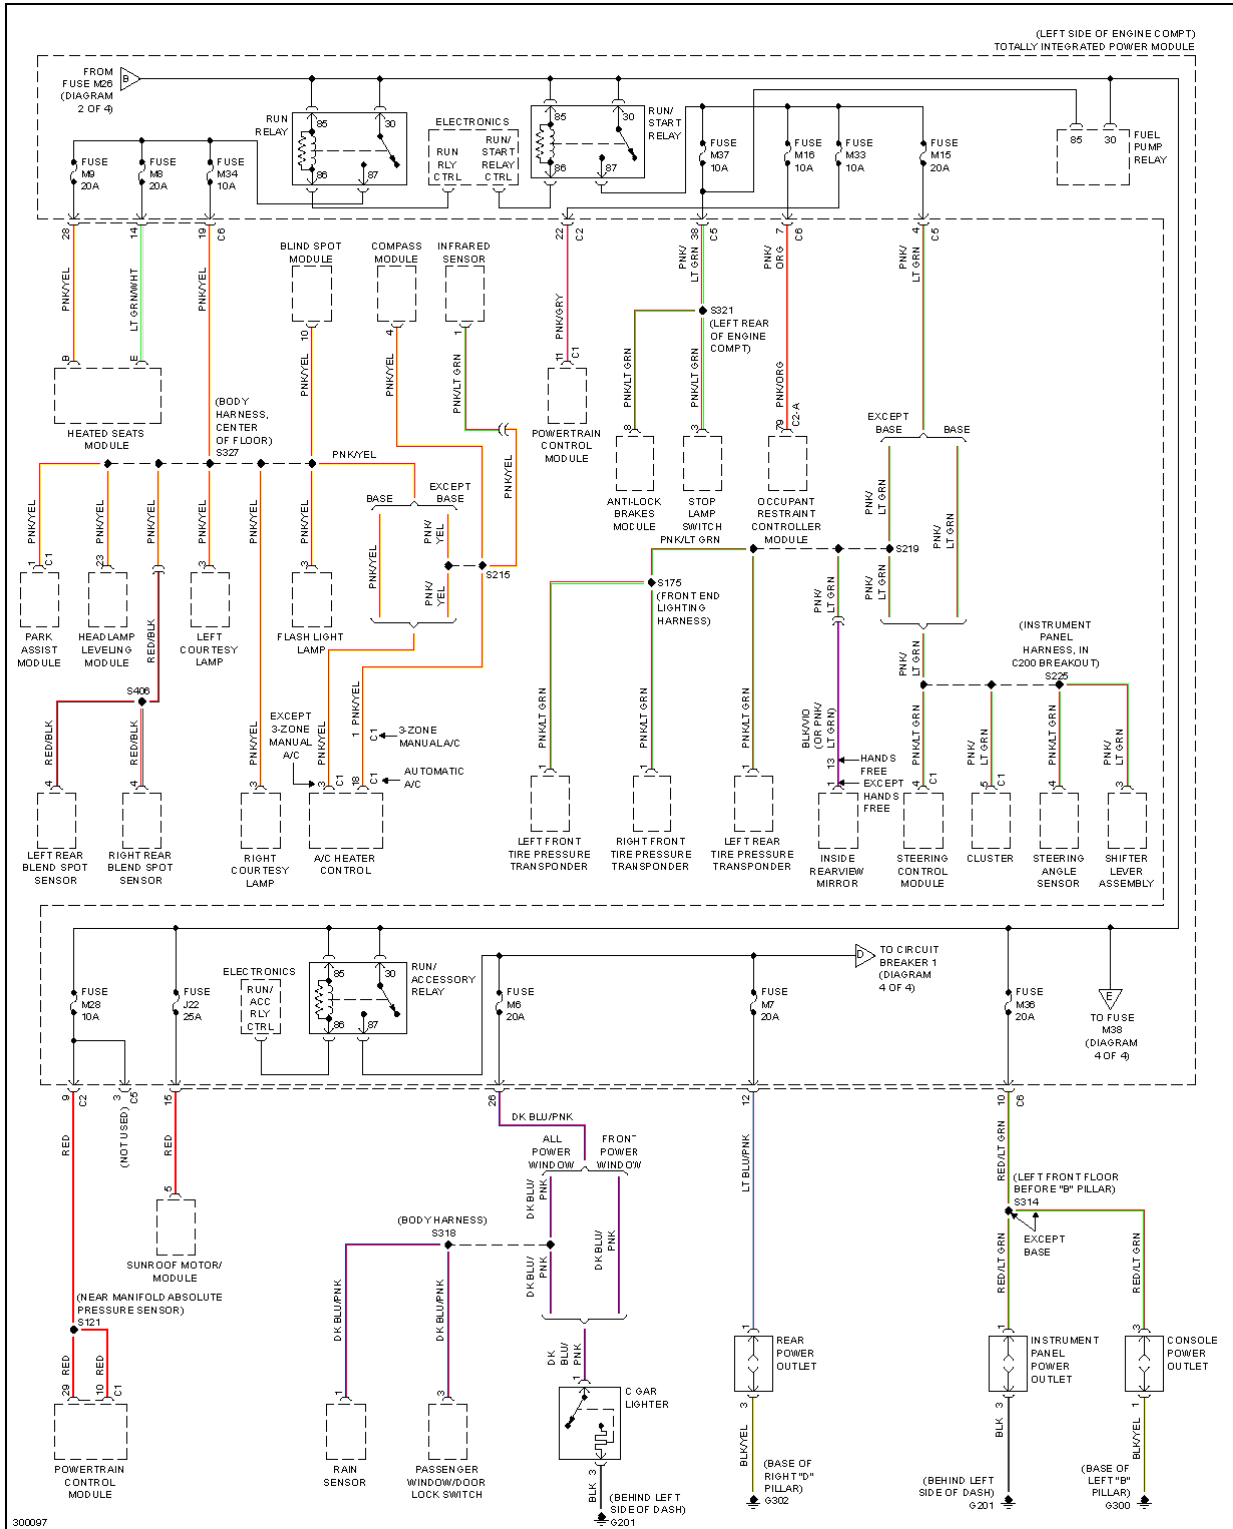 (LEFT SIDE OF ENGINE COMPT)
TOTALLY INTEGRATED POWER MODULE
FROM
FUSE M26
(DIAGRAM
2 OF 4)
B
RUN
RELAY
85
30
86
87
ELECTRONICS
RUN
RLY
CTRL
RUN/
START
RELAY
CTRL
85
30
86
87
RUN/
START
RELAY
FUSE
M9
20A
FUSE
M8
20A
FUSE
M34
10A
FUSE
M37
10A
FUSE
M16
10A
FUSE
M33
10A
FUSE
M15
20A
85
30
FUEL
PUMP
RELAY
28
14
19
C6
22
C2
38
C5
7
C6
4
C5
PNK/YEL
LT GRN/WHT
PNK/YEL
BLIND SPOT
MODULE
COMPASS
MODULE
INFRARED
SENSOR
10
4
1
PNK/YEL
PNK/YEL
PNK/LT GRN
PNK/GRY
PNK/
LT GRN
PNK/
ORG
PNK/
LT GRN
B
E
HEATED SEATS
MODULE
(BODY
HARNESS,
CENTER
OF FLOOR)
S327
11
C1
POWERTRAIN
CONTROL
MODULE
S321
(LEFT REAR
OF ENGINE
COMPT)
PNK/LT GRN
PNK/LT GRN
PNK/ORG
8
3
79
C2-A
ANTI-LOCK
BRAKES
MODULE
STOP
LAMP
SWITCH
OCCUPANT
RESTRAINT
CONTROLLER
MODULE
EXCEPT
BASE
BASE
PNK/
LT GRN
PNK/
LT GRN
PNK/YEL
PNK/YEL
BASE
EXCEPT
BASE
PNK/YEL
PNK/
YEL
PNK/
YEL
S215
PNK/YEL
PNK/YEL
PNK/YEL
PNK/YEL
PNK/YEL
1
C1
23
3
3
PARK
ASSIST
MODULE
HEADLAMP
LEVELING
MODULE
RED/BLK
LEFT
COURTESY
LAMP
FLASH LIGHT
LAMP
PNK/LT GRN
S219
S175
(FRONT END
LIGHTING
HARNESS)
PNK/
LT GRN
PNK/
LT GRN
(INSTRUMENT
PANEL
HARNESS, IN
C200 BREAKOUT)
S225
PNK/
LT GRN
S406
RED/BLK
RED/BLK
PNK/YEL
EXCEPT
3-ZONE
MANUAL
A/C
PNK/YEL
PNK/YEL
1
C1
3-ZONE
MANUAL A/C
AUTOMATIC
A/C
4
4
3
3
C1
18
C1
LEFT REAR
BLEND SPOT
SENSOR
RIGHT REAR
BLEND SPOT
SENSOR
RIGHT
COURTESY
LAMP
A/C HEATER
CONTROL
PNK/LT GRN
PNK/LT GRN
PNK/LT GRN
1
1
1
LEFT FRONT
TIRE PRESSURE
TRANSPONDER
RIGHT FRONT
TIRE PRESSURE
TRANSPONDER
LEFT REAR
TIRE PRESSURE
TRANSPONDER
BLK/VIO
(OR PNK/
LT GRN)
13
HANDS
FREE
1
EXCEPT
HANDS
FREE
INSIDE
REARVIEW
MIRROR
PNK/LT GRN
PNK/
LT GRN
PNK/LT GRN
PNK/
LT GRN
4
C1
5
C1
4
3
STEERING
CONTROL
MODULE
CLUSTER
STEERING
ANGLE
SENSOR
SHIFTER
LEVER
ASSEMBLY
FUSE
M28
10A
FUSE
J22
25A
ELECTRONICS
RUN/
ACC
RLY
CTRL
85
30
86
87
RUN/
ACCESSORY
RELAY
FUSE
M6
20A
FUSE
M7
20A
D
TO CIRCUIT
BREAKER 1
(DIAGRAM
4 OF 4)
FUSE
M36
20A
E
TO FUSE
M38
(DIAGRAM
4 OF 4)
9
C2
3
C5
15
26
12
10
C6
RED
(NOT USED)
RED
DK BLU/PNK
ALL
POWER
WINDOW
FRONT
POWER
WINDOW
LT BLU/PNK
RED/LT GRN
(LEFT FRONT FLOOR
BEFORE "B" PILLAR)
S314
EXCEPT
BASE
5
SUNROOF MOTOR/
MODULE
(BODY HARNESS)
S318
DK BLU/
PNK
DK BLU/
PNK
DK BLU/
PNK
RED/LT GRN
RED/LT GRN
(NEAR MANIFOLD ABSOLUTE
PRESSURE SENSOR)
S121
RED
RED
29
10
C1
POWERTRAIN
CONTROL
MODULE
DK BLU/PNK
DK BLU/PNK
1
3
RAIN
SENSOR
PASSENGER
WINDOW/DOOR
LOCK SWITCH
DK
BLU/
PNK
1
CIGAR
LIGHTER
BLK
3
(BEHIND LEFT
SIDE OF DASH)
G201
1
REAR
POWER
OUTLET
3
BLK/YEL
(BASE OF
RIGHT "D"
PILLAR)
G302
1
INSTRUMENT
PANEL
POWER
OUTLET
3
BLK
(BEHIND LEFT
SIDE OF DASH)
G201
3
CONSOLE
POWER
OUTLET
1
BLK/YEL
(BASE OF
LEFT "B"
PILLAR)
G300
300097